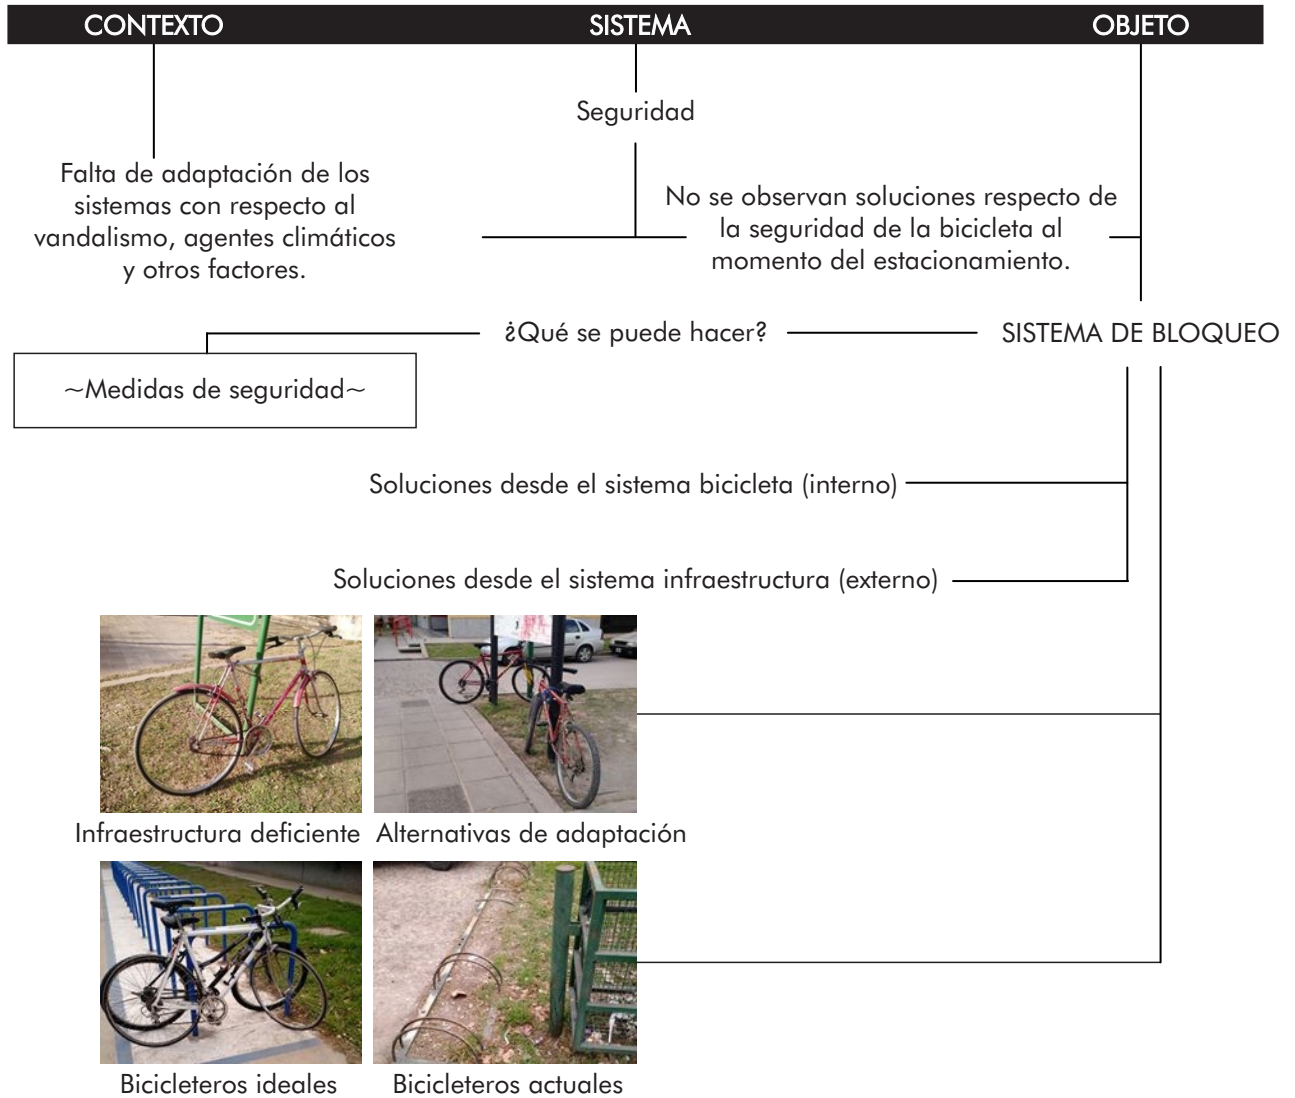 CONTEXTO
SISTEMA
OBJETO
Seguridad
Falta de adaptación de los
sistemas con respecto al
vandalismo, agentes climáticos
y otros factores.
No se observan soluciones respecto de
la seguridad de la bicicleta al
momento del estacionamiento.
¿Qué se puede hacer?
SISTEMA DE BLOQUEO
~Medidas de seguridad~
Soluciones desde el sistema bicicleta (interno)
Soluciones desde el sistema infraestructura (externo)
Infraestructura deficiente
Alternativas de adaptación
Bicicleteros ideales
Bicicleteros actuales